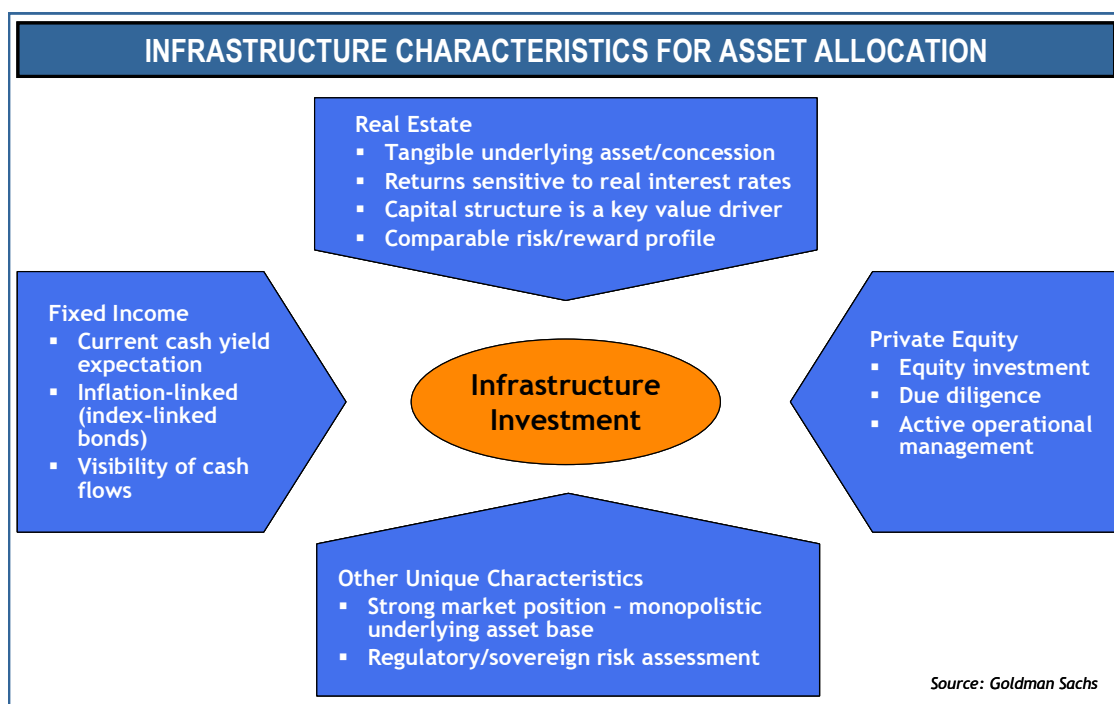 INFRASTRUCTURE CHARACTERISTICS FOR ASSET ALLOCATION
Real Estate
▪ Tangible underlying asset/concession
▪ Returns sensitive to real interest rates
▪ Capital structure is a key value driver
▪ Comparable risk/reward profile
Fixed Income
▪ Current cash yield
expectation
▪ Inflation-linked
(index-linked
bonds)
▪ Visibility of cash
flows
Infrastructure
Investment
Private Equity
▪ Equity investment
▪ Due diligence
▪ Active operational
management
Other Unique Characteristics
▪ Strong market position – monopolistic
underlying asset base
▪ Regulatory/sovereign risk assessment
Source: Goldman Sachs